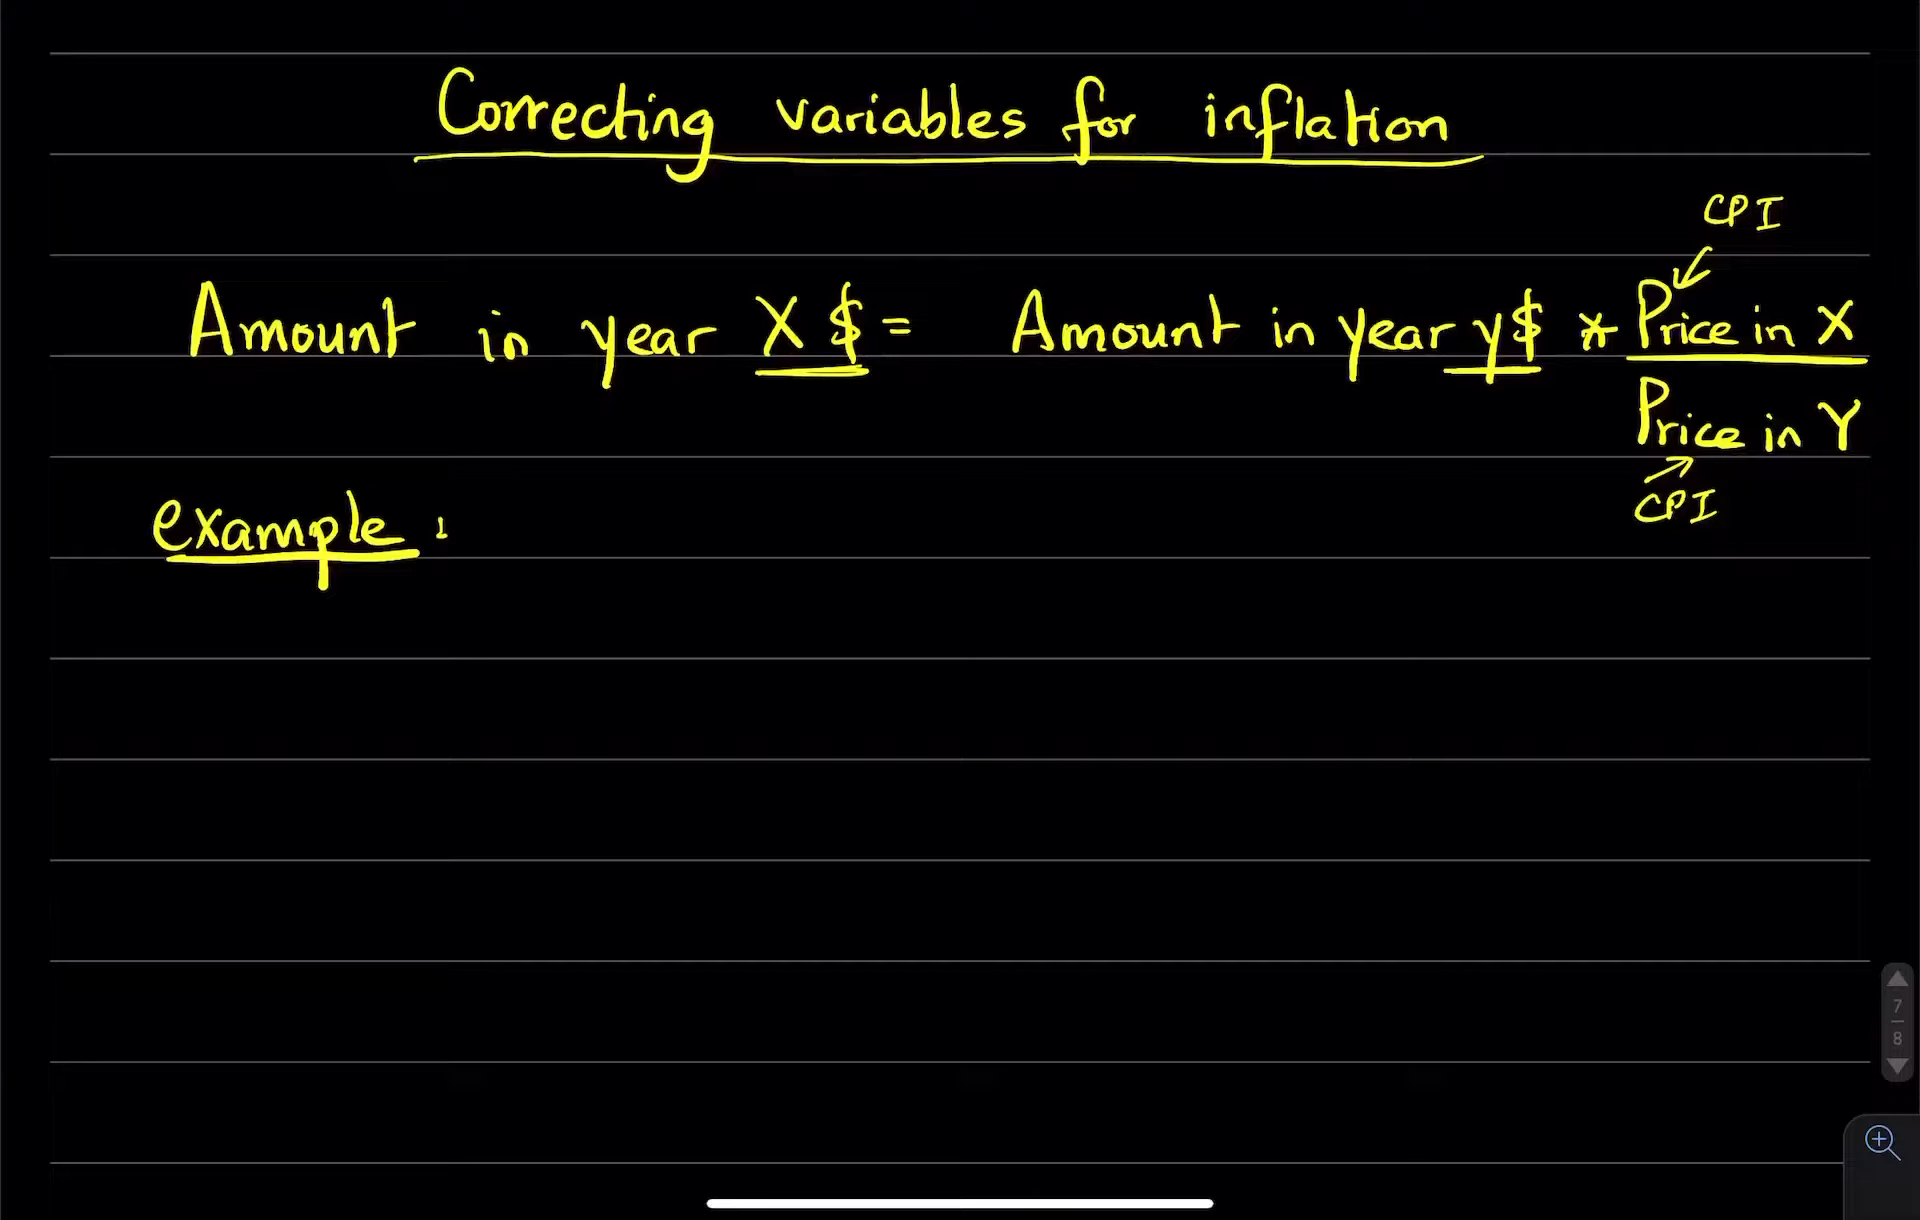 Correcting variables for inflation
CPI
Amount in year X $ = Amount in year y$ * Price in X
Price in Y
CPI
example :
7
8